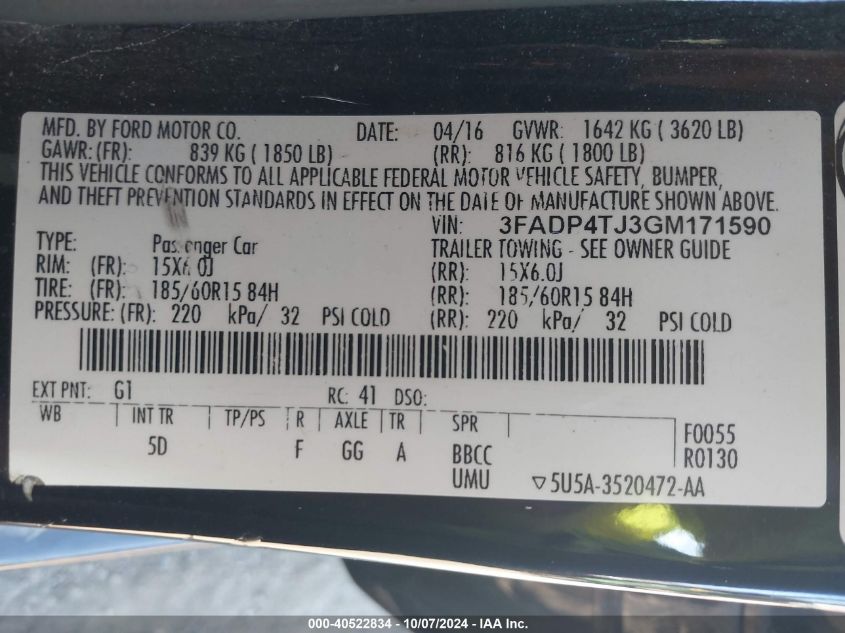 MFD. BY FORD MOTOR CO. DATE: 04/16 GVWR: 1642 KG ( 3620 LB)
GAWR: (FR): 839 KG ( 1850 LB) (RR): 816 KG ( 1800 LB)
THIS VEHICLE CONFORMS TO ALL APPLICABLE FEDERAL MOTOR VEHICLE SAFETY, BUMPER,
AND THEFT PREVENTION STANDARDS IN EFFECT ON THE DATE OF MANUFACTURE SHOWN ABOVE.
VIN: 3FADP4TJ3GM171590
TYPE: Passenger Car TRAILER TOWING - SEE OWNER GUIDE
RIM: (FR): 15X6.0J (RR): 15X6.0J
TIRE: (FR): 185/60R15 84H (RR): 185/60R15 84H
PRESSURE: (FR): 220 kPa/ 32 PSI COLD (RR): 220 kPa/ 32 PSI COLD
EXT PNT: G1 RC: 41 DSO:
WB INT TR TP/PS R AXLE TR SPR F0055
5D F GG A BBCC R0130
UMU ▽5U5A-3520472-AA
000-40522834 - 10/07/2024 - IAA Inc.